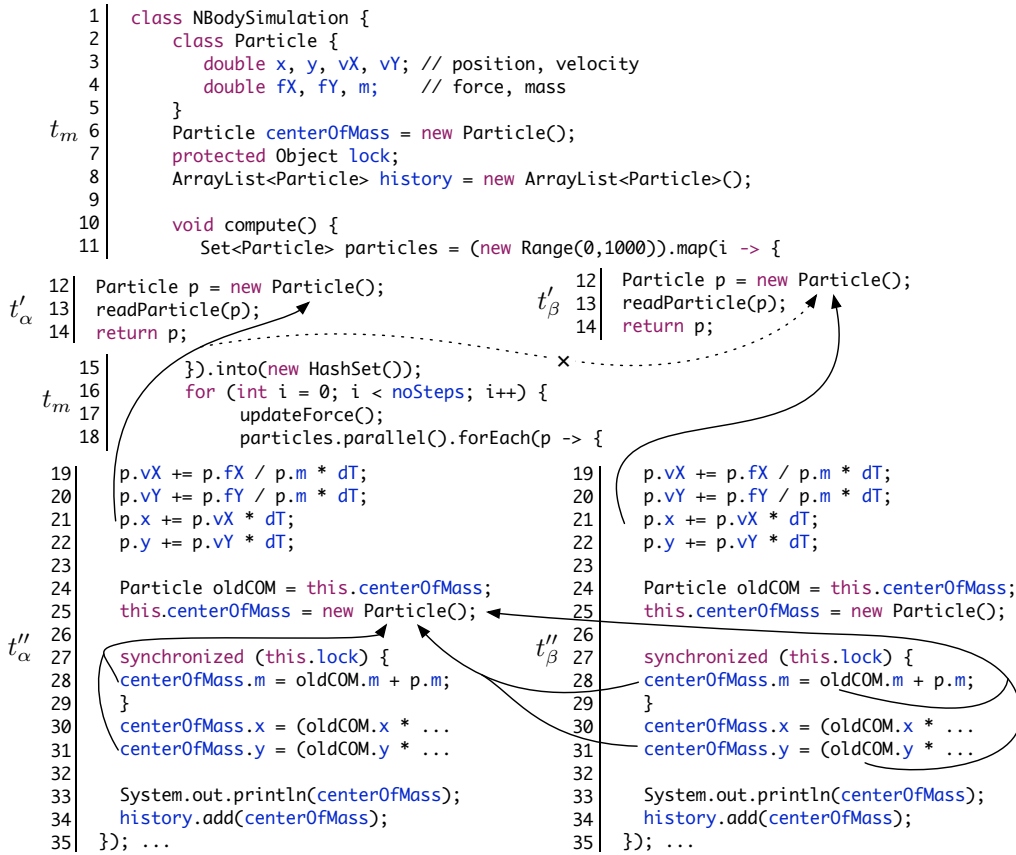 1 class NBodySimulation {
2 class Particle {
3 double x, y, vX, vY; // position, velocity
4 double fX, fY, m; // force, mass
5 }
t_m 6 Particle centerOfMass = new Particle();
7 protected Object lock;
8 ArrayList<Particle> history = new ArrayList<Particle>();
9
10 void compute() {
11 Set<Particle> particles = (new Range(0,1000)).map(i -> {
12 Particle p = new Particle();
t′α 13 readParticle(p);
14 return p;
12 Particle p = new Particle();
t′β 13 readParticle(p);
14 return p;
×
15 }).into(new HashSet());
t_m 16 for (int i = 0; i < noSteps; i++) {
17 updateForce();
18 particles.parallel().forEach(p -> {
19 p.vX += p.fX / p.m * dT;
20 p.vY += p.fY / p.m * dT;
21 p.x += p.vX * dT;
22 p.y += p.vY * dT;
23
24 Particle oldCOM = this.centerOfMass;
25 this.centerOfMass = new Particle();
26
t″α 27 synchronized (this.lock) {
28 centerOfMass.m = oldCOM.m + p.m;
29 }
30 centerOfMass.x = (oldCOM.x * ...
31 centerOfMass.y = (oldCOM.y * ...
32
33 System.out.println(centerOfMass);
34 history.add(centerOfMass);
35 }); ...
19 p.vX += p.fX / p.m * dT;
20 p.vY += p.fY / p.m * dT;
21 p.x += p.vX * dT;
22 p.y += p.vY * dT;
23
24 Particle oldCOM = this.centerOfMass;
25 this.centerOfMass = new Particle();
26
t″β 27 synchronized (this.lock) {
28 centerOfMass.m = oldCOM.m + p.m;
29 }
30 centerOfMass.x = (oldCOM.x * ...
31 centerOfMass.y = (oldCOM.y * ...
32
33 System.out.println(centerOfMass);
34 history.add(centerOfMass);
35 }); ...